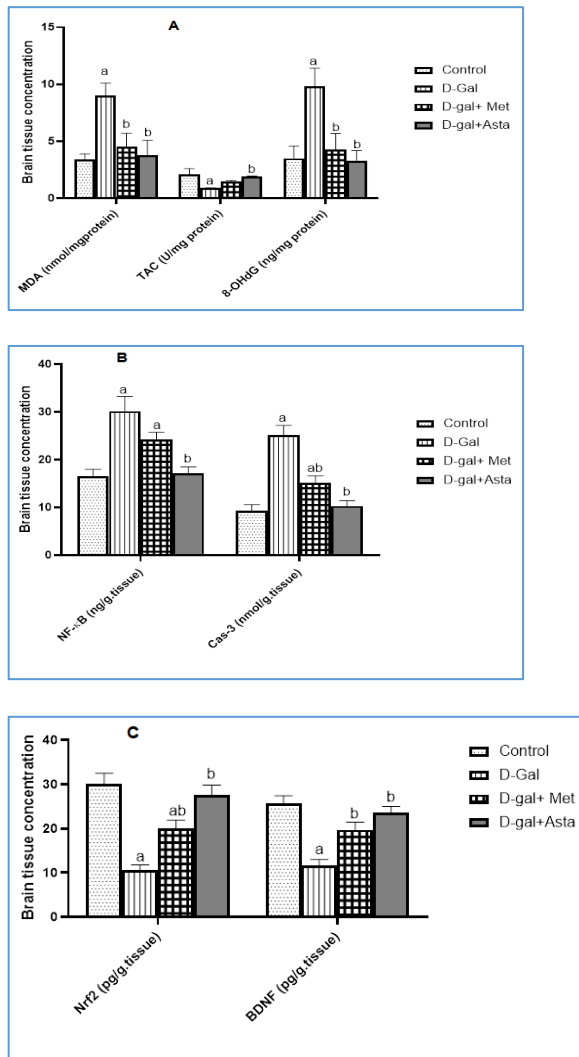 A
Brain tissue concentration
15
10
5
0
a
b
b
a
b
a
b
b
Control
D-Gal
D-gal+ Met
D-gal+Asta
MDA (nmol/mgprotein)
TAC (U/mg protein)
8-OHdG (ng/mg protein)
B
Brain tissue concentration
40
30
20
10
0
a
a
b
a
ab
b
Control
D-Gal
D-gal+ Met
D-gal+Asta
NF-κB (ng/g.tissue)
Cas-3 (nmol/g.tissue)
C
Brain tissue concentration
40
30
20
10
0
a
ab
b
a
b
b
Control
D-Gal
D-gal+ Met
D-gal+Asta
Nrf2 (pg/g.tissue)
BDNF (pg/g.tissue)